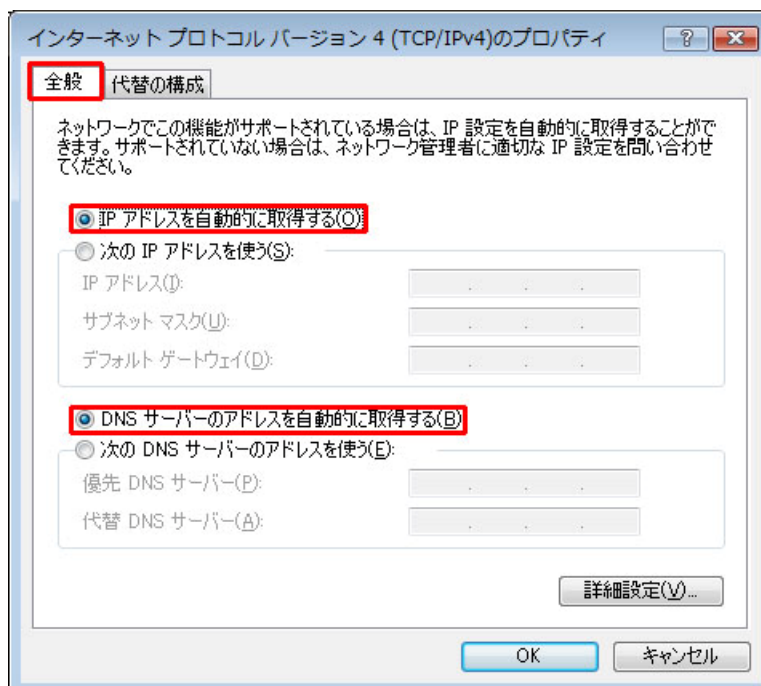 インターネット プロトコル バージョン 4 (TCP/IPv4)のプロパティ
全般 代替の構成
ネットワークでこの機能がサポートされている場合は、IP 設定を自動的に取得することがで
きます。サポートされていない場合は、ネットワーク管理者に適切な IP 設定を問い合わせ
てください。
IP アドレスを自動的に取得する(O)
次の IP アドレスを使う(S):
IP アドレス(I):
サブネット マスク(U):
デフォルト ゲートウェイ(D):
DNS サーバーのアドレスを自動的に取得する(B)
次の DNS サーバーのアドレスを使う(E):
優先 DNS サーバー(P):
代替 DNS サーバー(A):
詳細設定(V)...
OK キャンセル